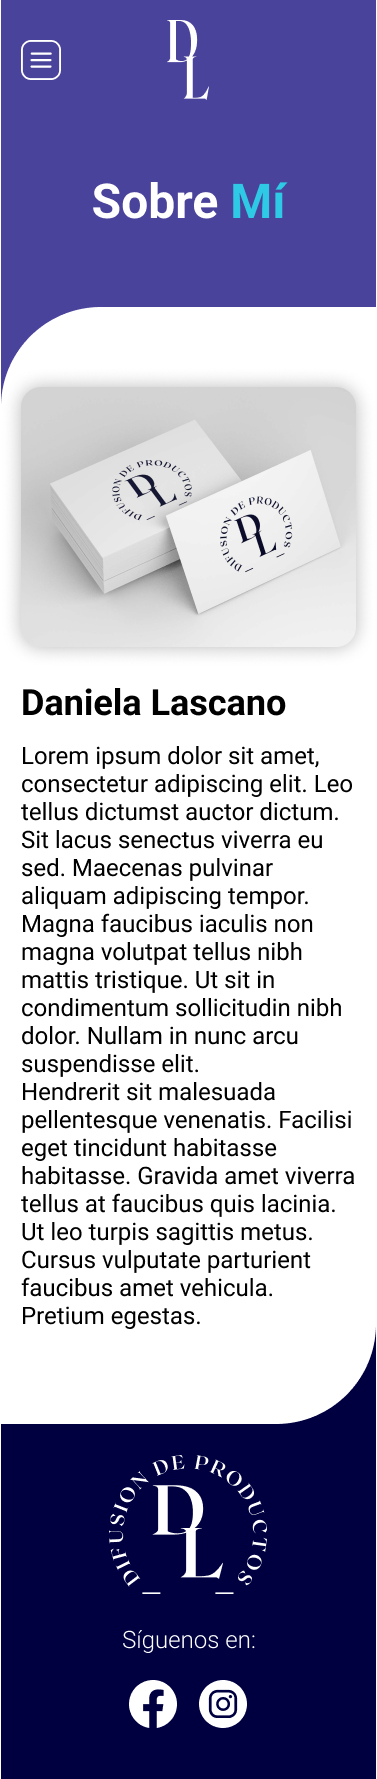 DL
Sobre Mí
DIFUSION DE PRODUCTOS
DL
DIFUSION DE PRODUCTOS
DL
Daniela Lascano
Lorem ipsum dolor sit amet,
consectetur adipiscing elit. Leo
tellus dictumst auctor dictum.
Sit lacus senectus viverra eu
sed. Maecenas pulvinar
aliquam adipiscing tempor.
Magna faucibus iaculis non
magna volutpat tellus nibh
mattis tristique. Ut sit in
condimentum sollicitudin nibh
dolor. Nullam in nunc arcu
suspendisse elit.
Hendrerit sit malesuada
pellentesque venenatis. Facilisi
eget tincidunt habitasse
habitasse. Gravida amet viverra
tellus at faucibus quis lacinia.
Ut leo turpis sagittis metus.
Cursus vulputate parturient
faucibus amet vehicula.
Pretium egestas.
DIFUSION DE PRODUCTOS
DL
Síguenos en: